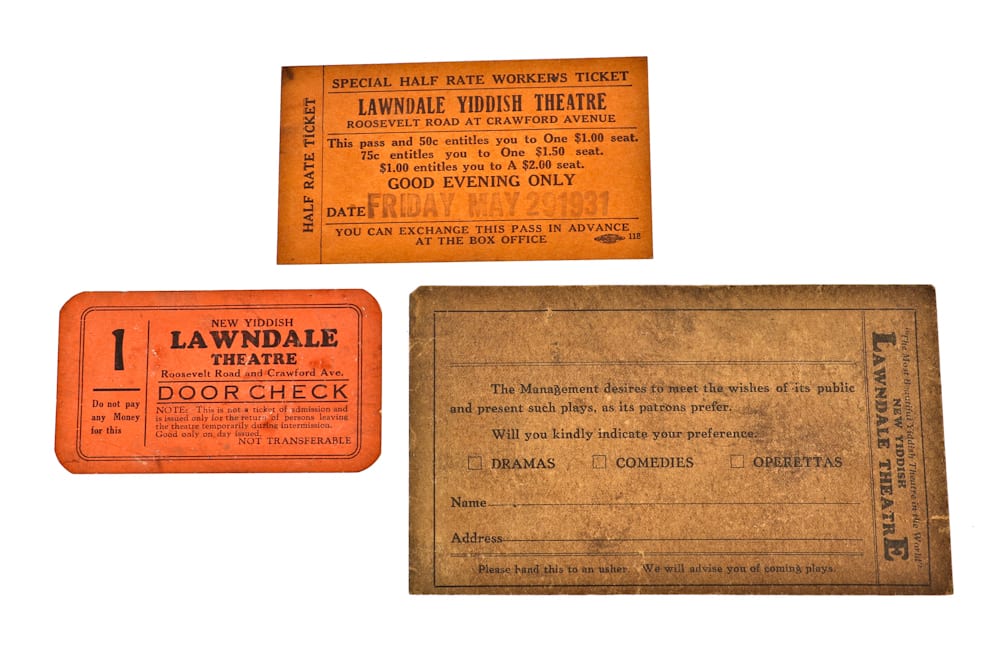 HALF RATE TICKET
SPECIAL HALF RATE WORKER'S TICKET
LAWNDALE YIDDISH THEATRE
ROOSEVELT ROAD AT CRAWFORD AVENUE
This pass and 50c entitles you to One $1.00 seat.
75c entitles you to One $1.50 seat.
$1.00 entitles you to A $2.00 seat.
GOOD EVENING ONLY
DATE FRIDAY MAY 29 1931
YOU CAN EXCHANGE THIS PASS IN ADVANCE
AT THE BOX OFFICE
112
1
Do not pay
any Money
for this
NEW YIDDISH
LAWNDALE
THEATRE
Roosevelt Road and Crawford Ave.
DOOR CHECK
NOTE: This is not a ticket of admission and
is issued only for the return of persons leaving
the theatre temporarily during intermission.
Good only on day issued.
NOT TRANSFERABLE
The Management desires to meet the wishes of its public
and present such plays, as its patrons prefer.
Will you kindly indicate your preference.
DRAMAS COMEDIES OPERETTAS
Name
Address
Please hand this to an usher. We will advise you of coming plays.
"The Most Beautiful Yiddish Theatre in the World"
NEW YIDDISH
LAWNDALE THEATRE